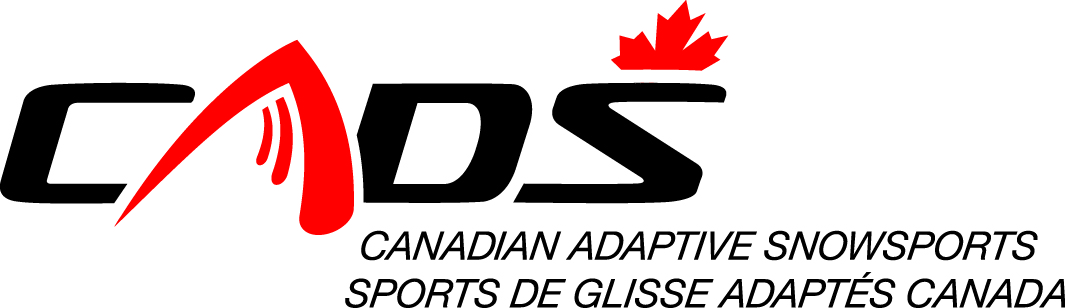 CADS
CANADIAN ADAPTIVE SNOWSPORTS
SPORTS DE GLISSE ADAPTÉS CANADA